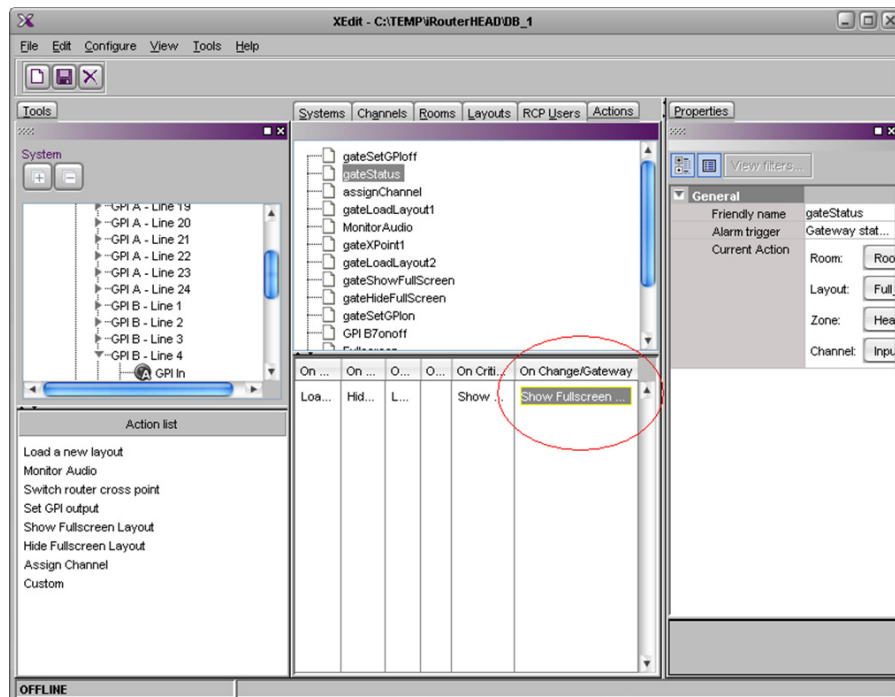 XEdit - C:\TEMP\iRouterHEAD\DB_1
File Edit Configure View Tools Help
Tools
System
GPI A - Line 19
GPI A - Line 20
GPI A - Line 21
GPI A - Line 22
GPI A - Line 23
GPI A - Line 24
GPI B - Line 1
GPI B - Line 2
GPI B - Line 3
GPI B - Line 4
GPI In
Action list
Load a new layout
Monitor Audio
Switch router cross point
Set GPI output
Show Fullscreen Layout
Hide Fullscreen Layout
Assign Channel
Custom
Systems Channels Rooms Layouts RCP Users Actions
gateSetGPIoff
gateStatus
assignChannel
gateLoadLayout1
MonitorAudio
gateXPoint1
gateLoadLayout2
gateShowFullScreen
gateHideFullScreen
gateSetGPIon
GPI B7onoff
Fullscreen
On ... On ... O... O... On Criti... On Change/Gateway
Loa... Hid... L... Show ... Show Fullscreen ...
Properties
View filters...
General
Friendly name gateStatus
Alarm trigger Gateway stat...
Current Action
Room: Roo
Layout: Full_
Zone: Hea
Channel: Inpu
OFFLINE